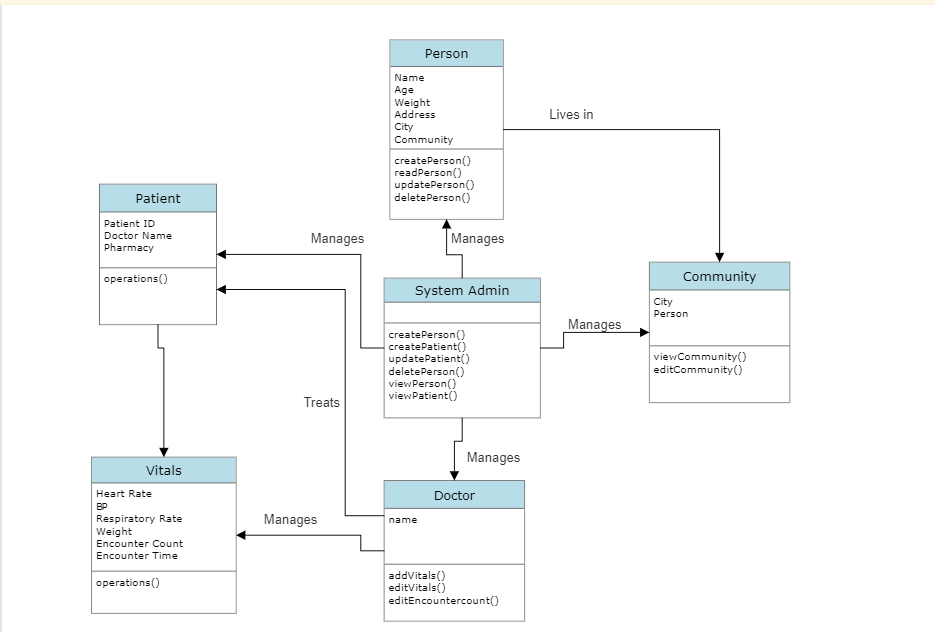 Person
Name
Age
Weight
Address
City
Community
createPerson()
readPerson()
updatePerson()
deletePerson()
Lives in
Patient
Patient ID
Doctor Name
Pharmacy
operations()
Manages
Manages
System Admin
createPerson()
createPatient()
updatePatient()
deletePerson()
viewPerson()
viewPatient()
Manages
Community
City
Person
viewCommunity()
editCommunity()
Treats
Manages
Vitals
Heart Rate
BP
Respiratory Rate
Weight
Encounter Count
Encounter Time
operations()
Manages
Doctor
name
addVitals()
editVitals()
editEncountercount()